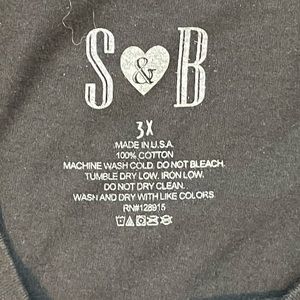 S & B
3X
MADE IN U.S.A.
100% COTTON
MACHINE WASH COLD. DO NOT BLEACH.
TUMBLE DRY LOW. IRON LOW.
DO NOT DRY CLEAN.
WASH AND DRY WITH LIKE COLORS.
RN#128915